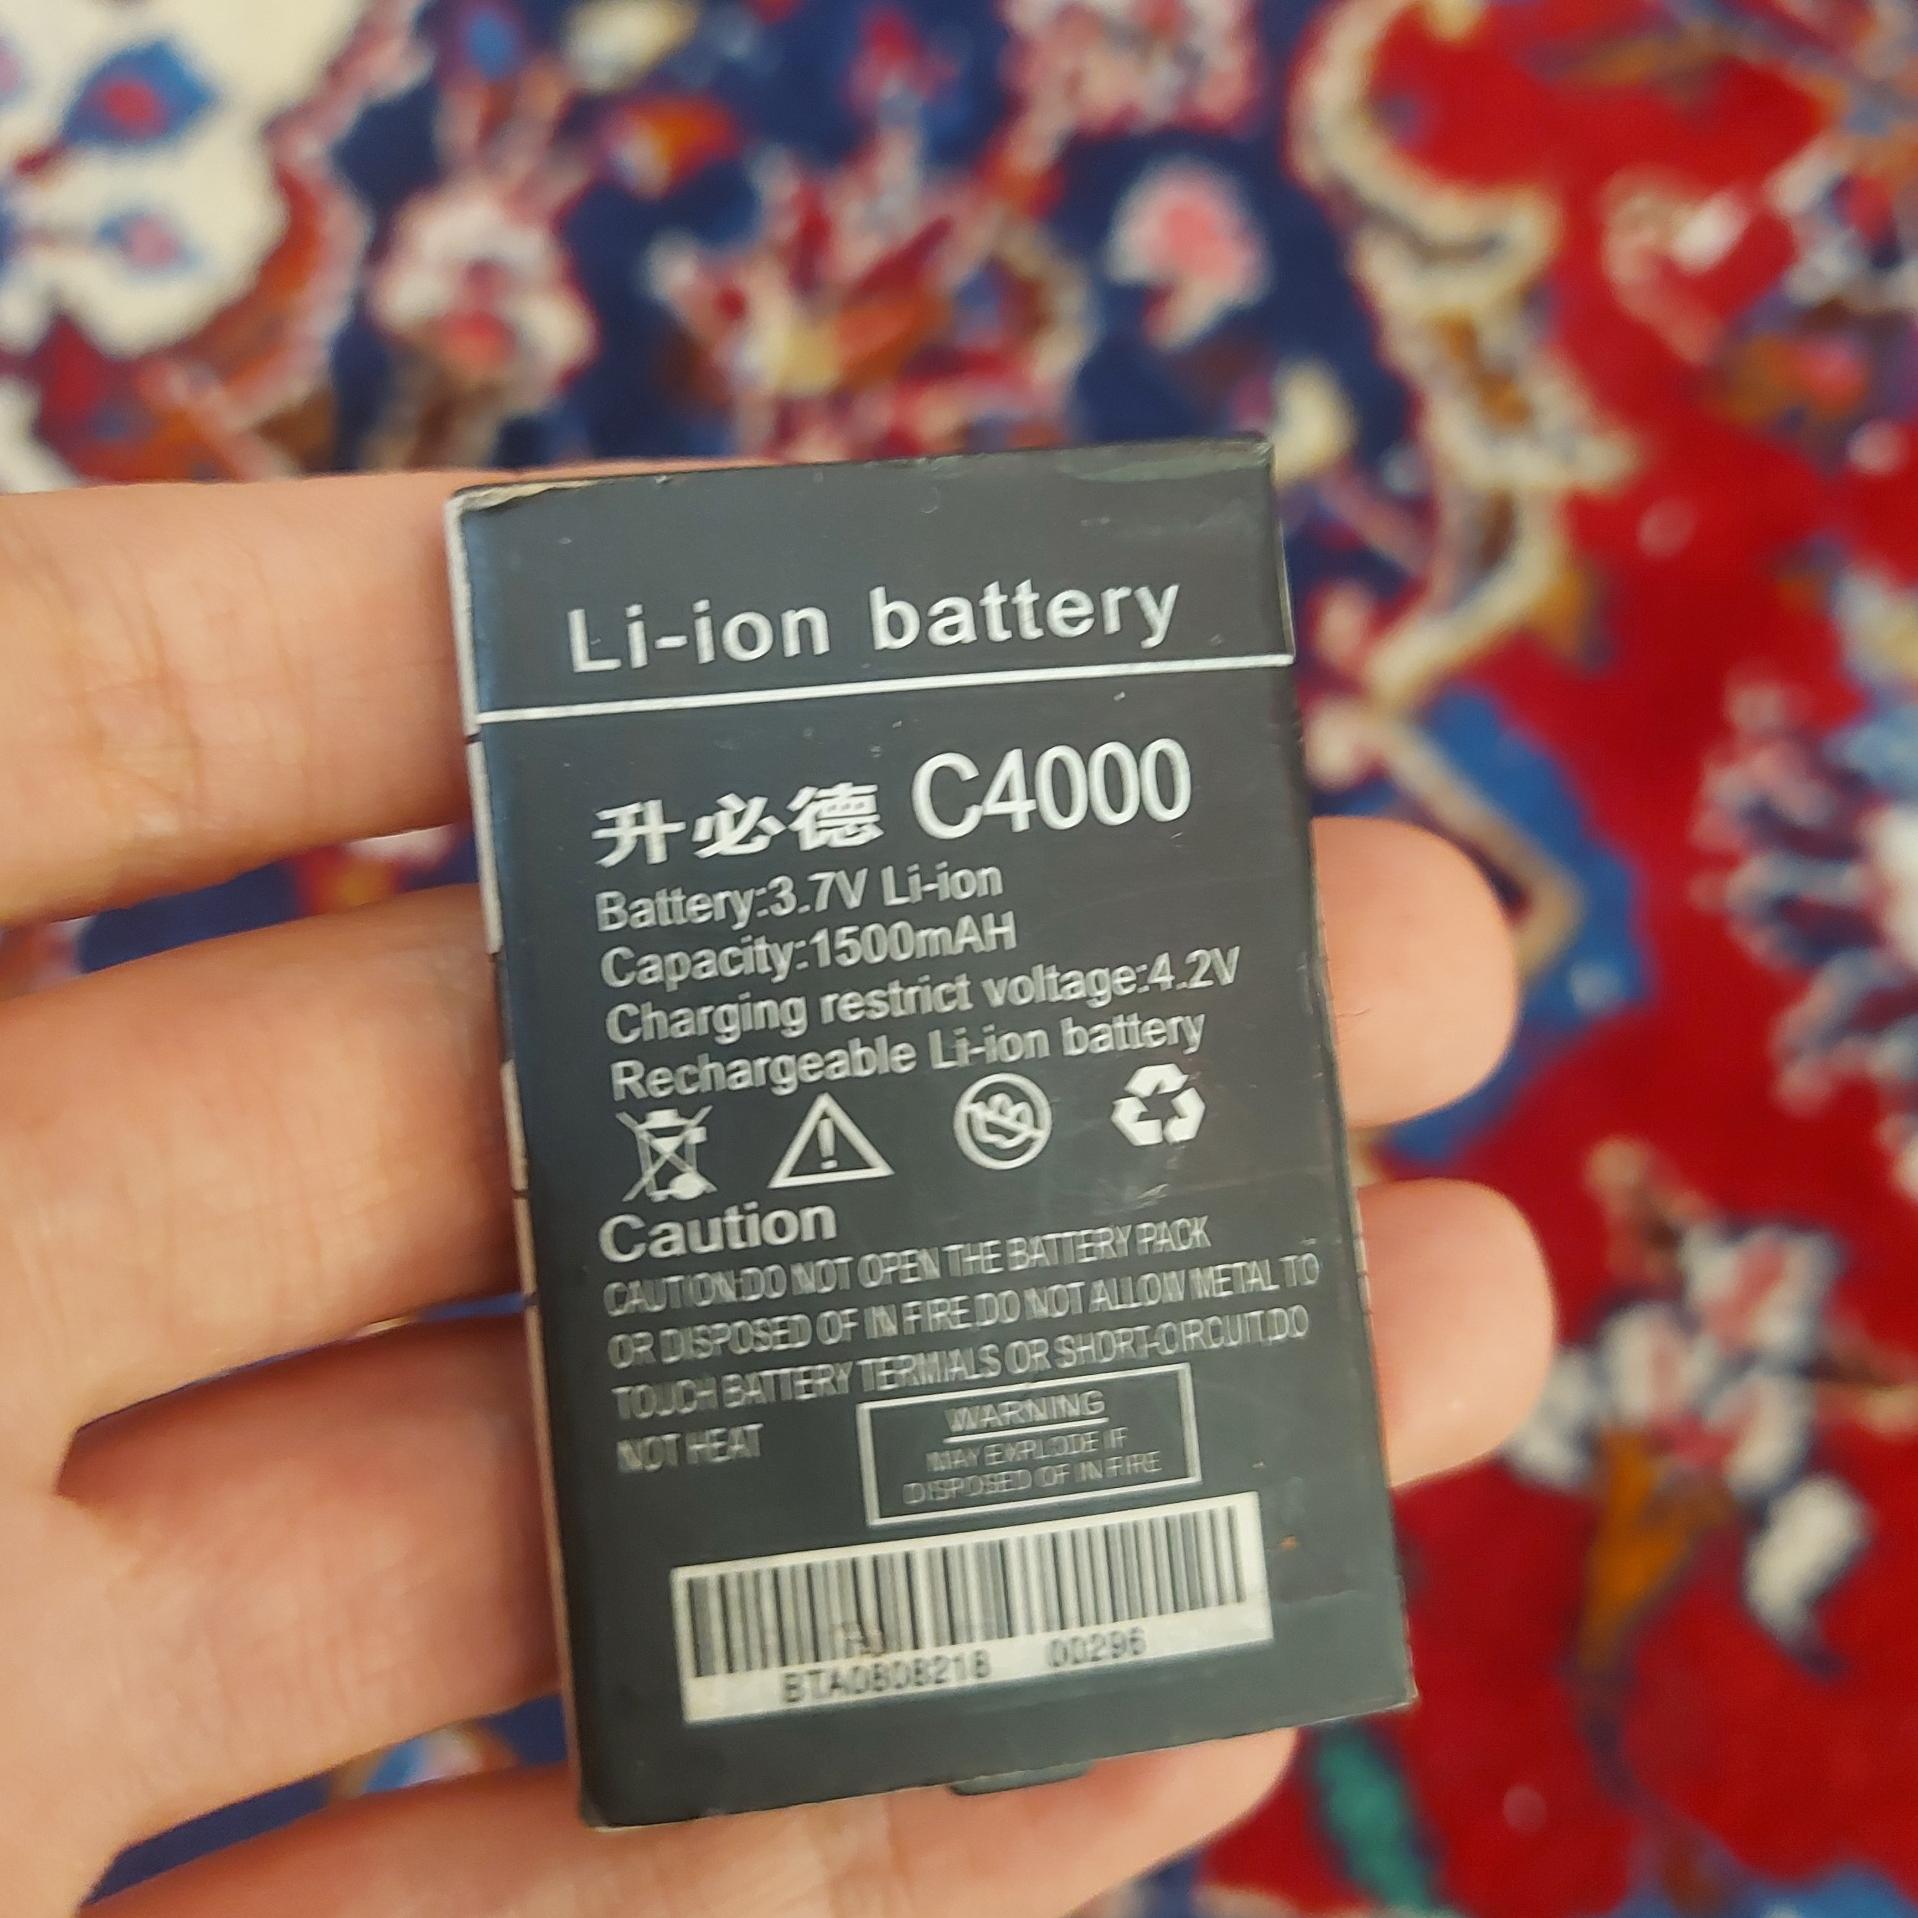 Li-ion battery
升必德 C4000
Battery:3.7V Li-ion
Capacity:1500mAH
Charging restrict voltage:4.2V
Rechargeable Li-ion battery
Caution
CAUTION:DO NOT OPEN THE BATTERY PACK
OR DISPOSED OF IN FIRE.DO NOT ALLOW METAL TO
TOUCH BATTERY TERMIALS OR SHORT-CIRCUIT.DO
NOT HEAT
WARNING
MAY EXPLODE IF
DISPOSED OF IN FIRE
BTA0808218 00296